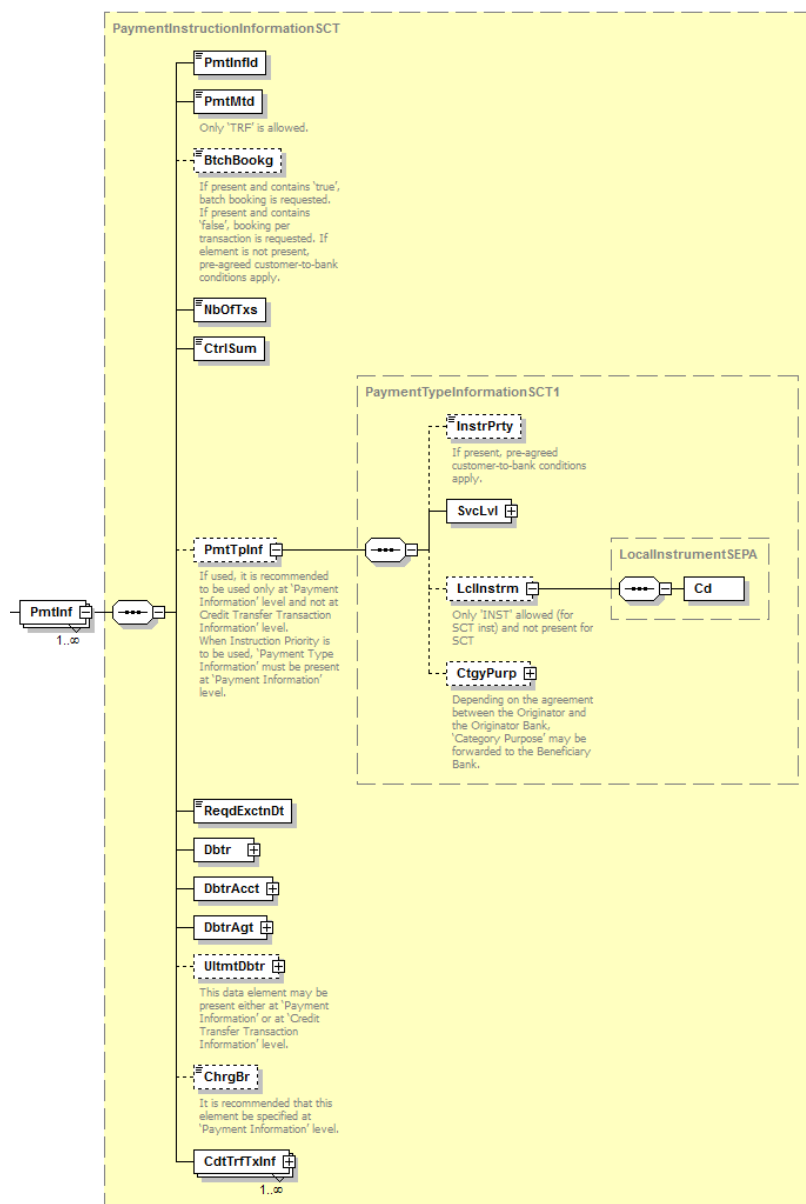 PaymentInstructionInformationSCT
PmtInfId
PmtMtd
Only 'TRF' is allowed.
BtchBookg
If present and contains 'true',
batch booking is requested.
If present and contains
'false', booking per
transaction is requested. If
element is not present,
pre-agreed customer-to-bank
conditions apply.
NbOfTxs
CtrlSum
PaymentTypeInformationSCT1
InstrPrty
If present, pre-agreed
customer-to-bank conditions
apply.
SvcLvl
PmtTpInf
If used, it is recommended
to be used only at 'Payment
Information' level and not at
Credit Transfer Transaction
Information' level.
When Instruction Priority is
to be used, 'Payment Type
Information' must be present
at 'Payment Information'
level.
LocalInstrumentSEPA
LclInstrm
Cd
Only 'INST' allowed (for
SCT inst) and not present for
SCT
CtgyPurp
Depending on the agreement
between the Originator and
the Originator Bank,
'Category Purpose' may be
forwarded to the Beneficiary
Bank.
PmtInf
1..∞
ReqdExctnDt
Dbtr
DbtrAcct
DbtrAgt
UltmtDbtr
This data element may be
present either at 'Payment
Information' or at 'Credit
Transfer Transaction
Information' level.
ChrgBr
It is recommended that this
element be specified at
'Payment Information' level.
CdtTrfTxInf
1..∞